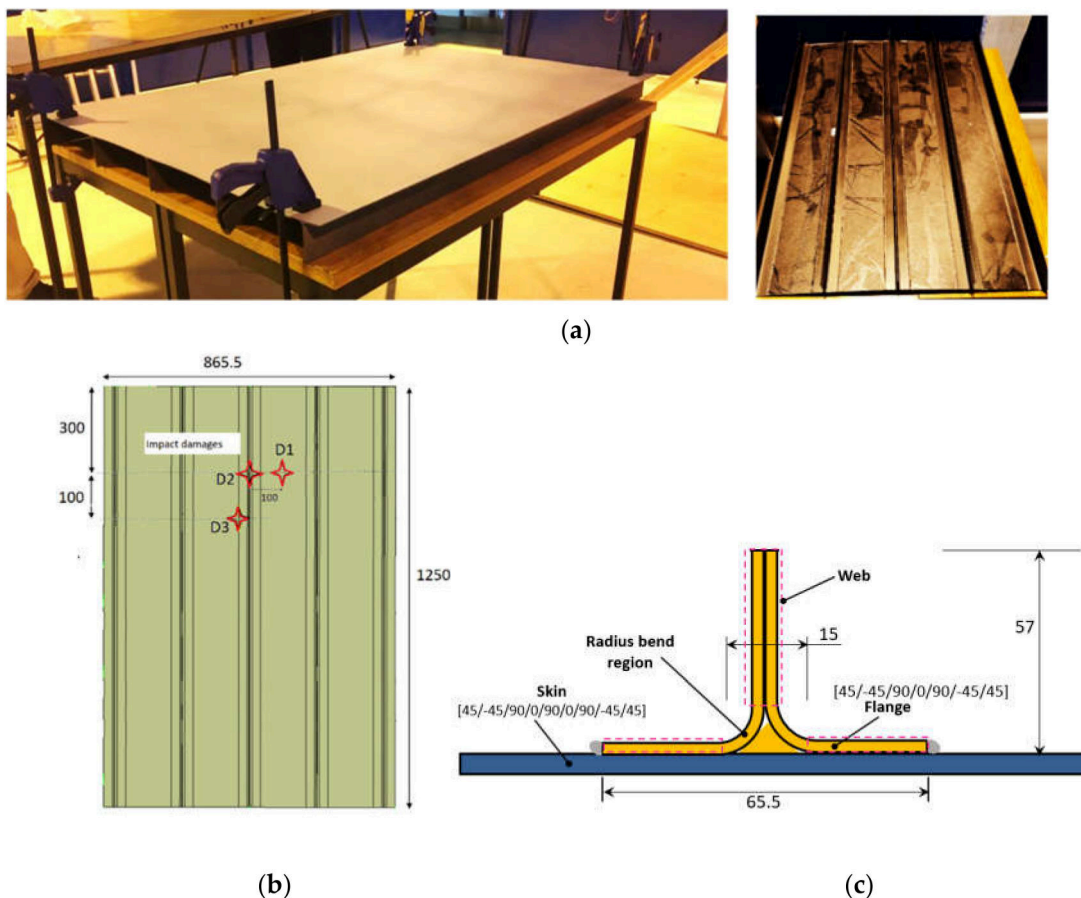 (a)
865.5
300
Impact damages
D1
D2
100
100
D3
1250
Web
15
57
Radius bend
region
[45/-45/90/0/90/-45/45]
Skin
Flange
[45/-45/90/0/90/0/90/-45/45]
65.5
(b)
(c)